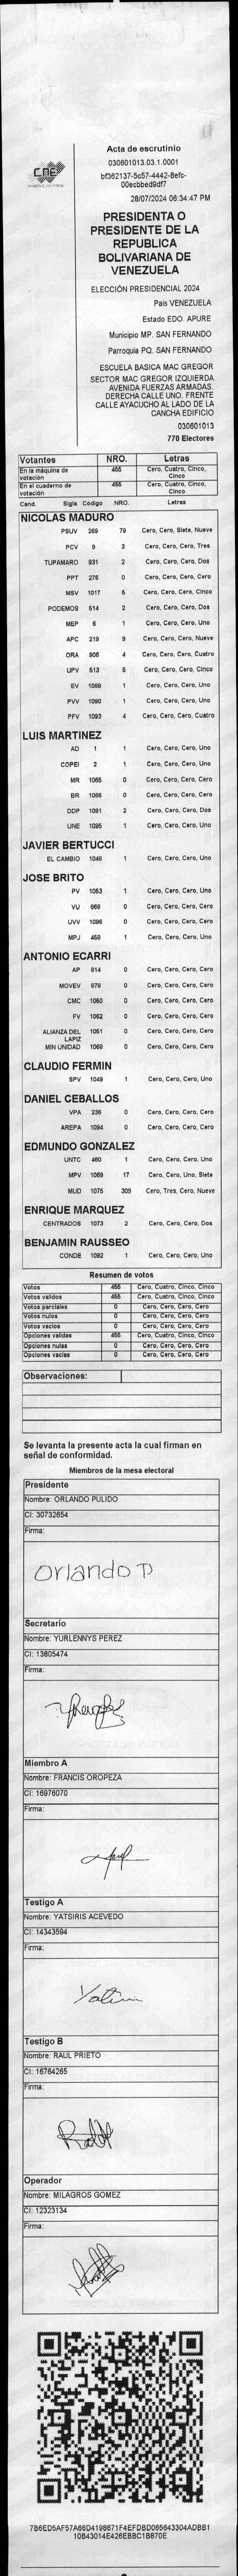 CNE
Acta de escrutinio
030601013.03.1.0001
bf362137-5c57-4442-8efc-
00ecbbed9df7
28/07/2024 06:34:47 PM
PRESIDENTA O
PRESIDENTE DE LA
REPUBLICA
BOLIVARIANA DE
VENEZUELA
ELECCIÓN PRESIDENCIAL 2024
Pais VENEZUELA
Estado EDO. APURE
Municipio MP. SAN FERNANDO
Parroquia PQ. SAN FERNANDO
ESCUELA BASICA MAC GREGOR
SECTOR MAC GREGOR IZQUIERDA
AVENIDA FUERZAS ARMADAS.
DERECHA CALLE UNO. FRENTE
CALLE AYACUCHO AL LADO DE LA
CANCHA EDIFICIO
030601013
770 Electores
Votantes NRO. Letras
En la máquina de votación 455 Cero, Cuatro, Cinco, Cinco
En el cuaderno de votación 455 Cero, Cuatro, Cinco, Cinco
Cand. Sigla Código NRO. Letras
NICOLAS MADURO
PSUV 269 79 Cero, Cero, Siete, Nueve
PCV 9 3 Cero, Cero, Cero, Tres
TUPAMARO 931 2 Cero, Cero, Cero, Dos
PPT 276 0 Cero, Cero, Cero, Cero
MSV 1017 5 Cero, Cero, Cero, Cinco
PODEMOS 514 2 Cero, Cero, Cero, Dos
MEP 6 1 Cero, Cero, Cero, Uno
APC 219 9 Cero, Cero, Cero, Nueve
ORA 905 4 Cero, Cero, Cero, Cuatro
UPV 513 5 Cero, Cero, Cero, Cinco
EV 1089 1 Cero, Cero, Cero, Uno
PVV 1090 1 Cero, Cero, Cero, Uno
PFV 1093 4 Cero, Cero, Cero, Cuatro
LUIS MARTINEZ
AD 1 1 Cero, Cero, Cero, Uno
COPEI 2 1 Cero, Cero, Cero, Uno
MR 1065 0 Cero, Cero, Cero, Cero
BR 1066 0 Cero, Cero, Cero, Cero
DDP 1091 2 Cero, Cero, Cero, Dos
UNE 1095 1 Cero, Cero, Cero, Uno
JAVIER BERTUCCI
EL CAMBIO 1048 1 Cero, Cero, Cero, Uno
JOSE BRITO
PV 1053 1 Cero, Cero, Cero, Uno
VU 968 0 Cero, Cero, Cero, Cero
UVV 1096 0 Cero, Cero, Cero, Cero
MPJ 458 1 Cero, Cero, Cero, Uno
ANTONIO ECARRI
AP 814 0 Cero, Cero, Cero, Cero
MOVEV 978 0 Cero, Cero, Cero, Cero
CMC 1050 0 Cero, Cero, Cero, Cero
FV 1052 0 Cero, Cero, Cero, Cero
ALIANZA DEL LAPIZ 1051 0 Cero, Cero, Cero, Cero
MIN UNIDAD 1068 0 Cero, Cero, Cero, Cero
CLAUDIO FERMIN
SPV 1049 1 Cero, Cero, Cero, Uno
DANIEL CEBALLOS
VPA 236 0 Cero, Cero, Cero, Cero
AREPA 1094 0 Cero, Cero, Cero, Cero
EDMUNDO GONZALEZ
UNTC 460 1 Cero, Cero, Cero, Uno
MPV 1069 17 Cero, Cero, Uno, Siete
MUD 1075 309 Cero, Tres, Cero, Nueve
ENRIQUE MARQUEZ
CENTRADOS 1073 2 Cero, Cero, Cero, Dos
BENJAMIN RAUSSEO
CONDE 1092 1 Cero, Cero, Cero, Uno
Resumen de votos
Votos 455 Cero, Cuatro, Cinco, Cinco
Votos validos 455 Cero, Cuatro, Cinco, Cinco
Votos parciales 0 Cero, Cero, Cero, Cero
Votos nulos 0 Cero, Cero, Cero, Cero
Votos vacios 0 Cero, Cero, Cero, Cero
Opciones validas 455 Cero, Cuatro, Cinco, Cinco
Opciones nulas 0 Cero, Cero, Cero, Cero
Opciones vacias 0 Cero, Cero, Cero, Cero
Observaciones:
Se levanta la presente acta la cual firman en
señal de conformidad.
Miembros de la mesa electoral
Presidente
Nombre: ORLANDO PULIDO
CI: 30732654
Firma:
Orlando P
Secretario
Nombre: YURLENNYS PEREZ
CI: 13805474
Firma:
Miembro A
Nombre: FRANCIS OROPEZA
CI: 16976070
Firma:
Testigo A
Nombre: YATSIRIS ACEVEDO
CI: 14343594
Firma:
Testigo B
Nombre: RAUL PRIETO
CI: 16764265
Firma:
Operador
Nombre: MILAGROS GOMEZ
CI: 12323134
Firma:
7B6ED5AF57A66D4198671F4EFDBD065643304ADBB1
10B43014E426EBBC1B870E